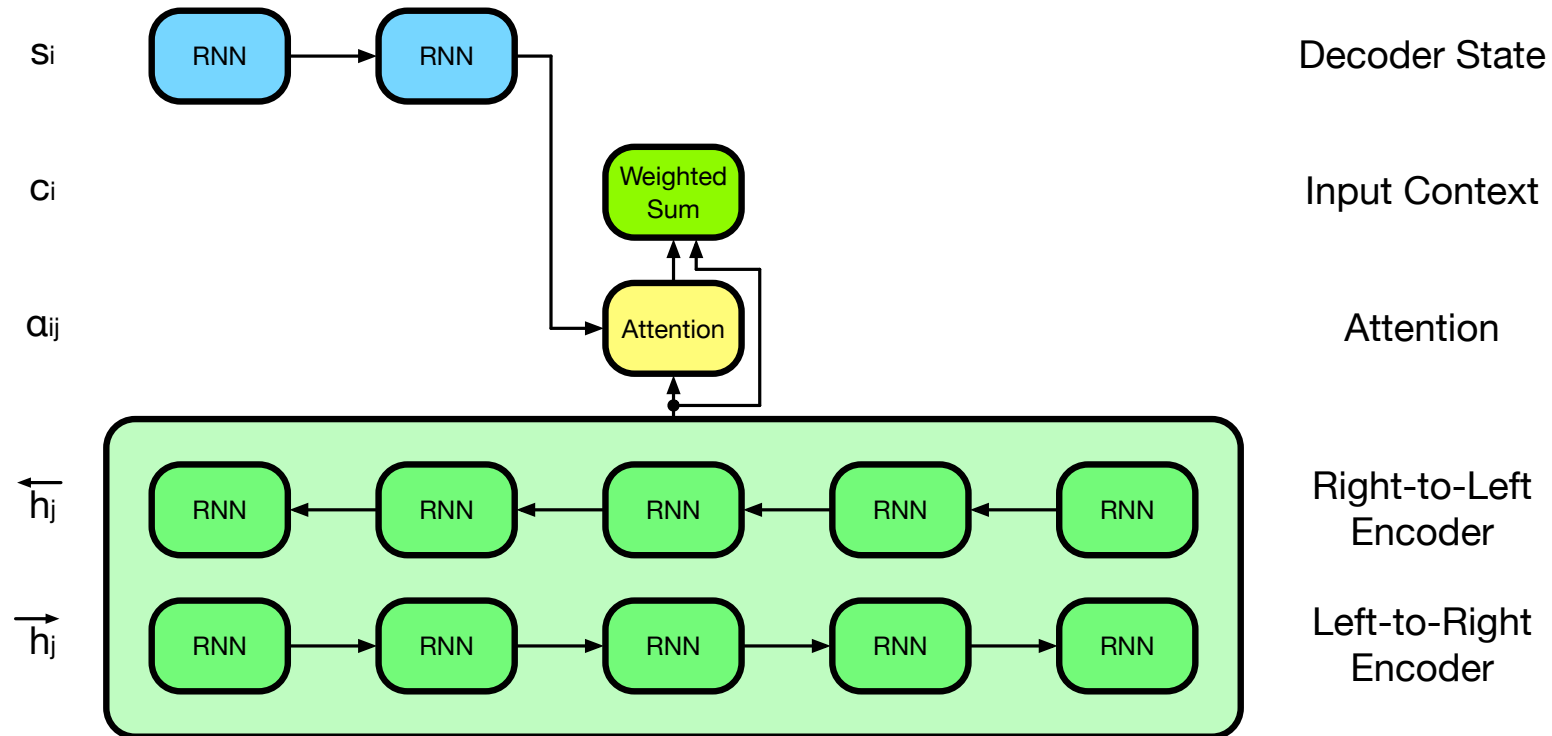 si RNN RNN Decoder State
ci Weighted Sum Input Context
αij Attention Attention
←hj RNN RNN RNN RNN RNN Right-to-Left Encoder
→hj RNN RNN RNN RNN RNN Left-to-Right Encoder